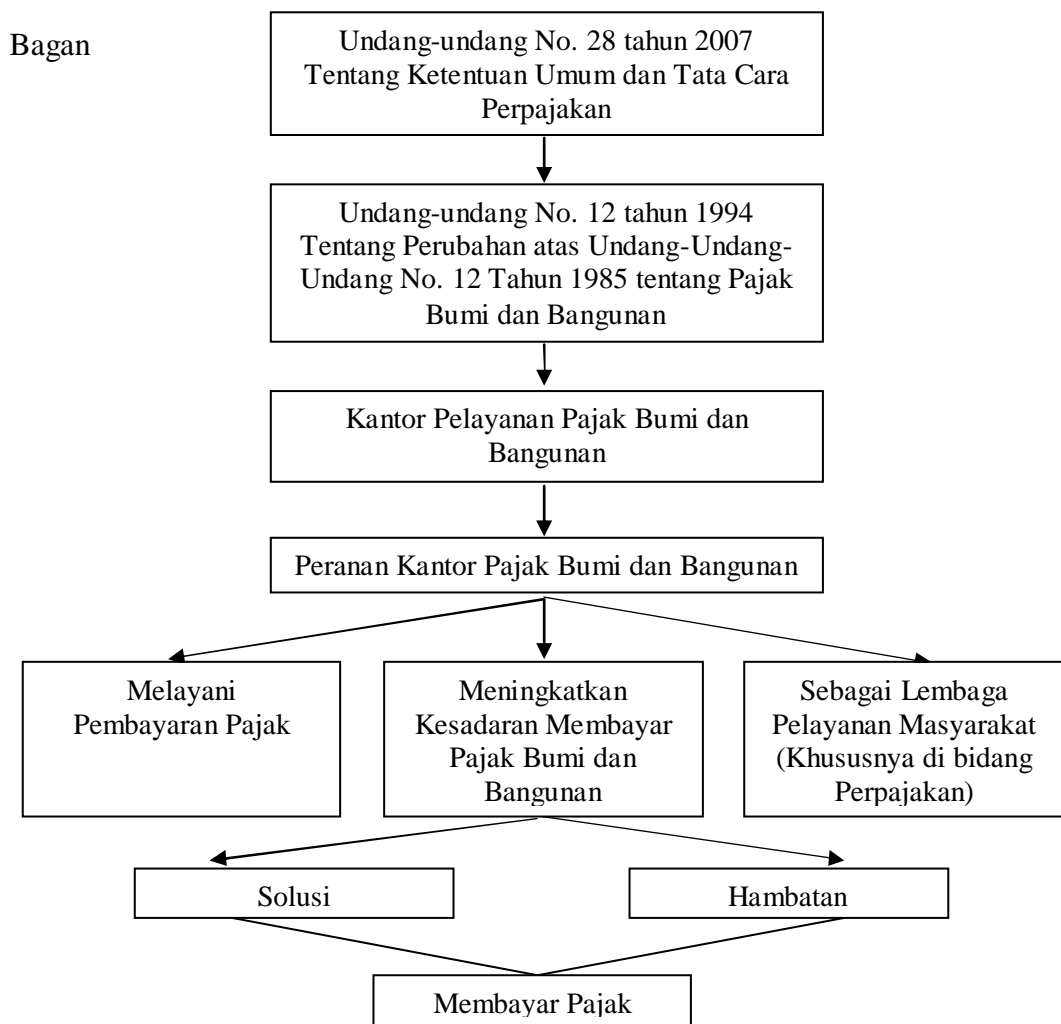 Bagan
Undang-undang No. 28 tahun 2007
Tentang Ketentuan Umum dan Tata Cara
Perpajakan
Undang-undang No. 12 tahun 1994
Tentang Perubahan atas Undang-Undang-
Undang No. 12 Tahun 1985 tentang Pajak
Bumi dan Bangunan
Kantor Pelayanan Pajak Bumi dan
Bangunan
Peranan Kantor Pajak Bumi dan Bangunan
Melayani
Pembayaran Pajak
Meningkatkan
Kesadaran Membayar
Pajak Bumi dan
Bangunan
Sebagai Lembaga
Pelayanan Masyarakat
(Khususnya di bidang
Perpajakan)
Solusi
Hambatan
Membayar Pajak